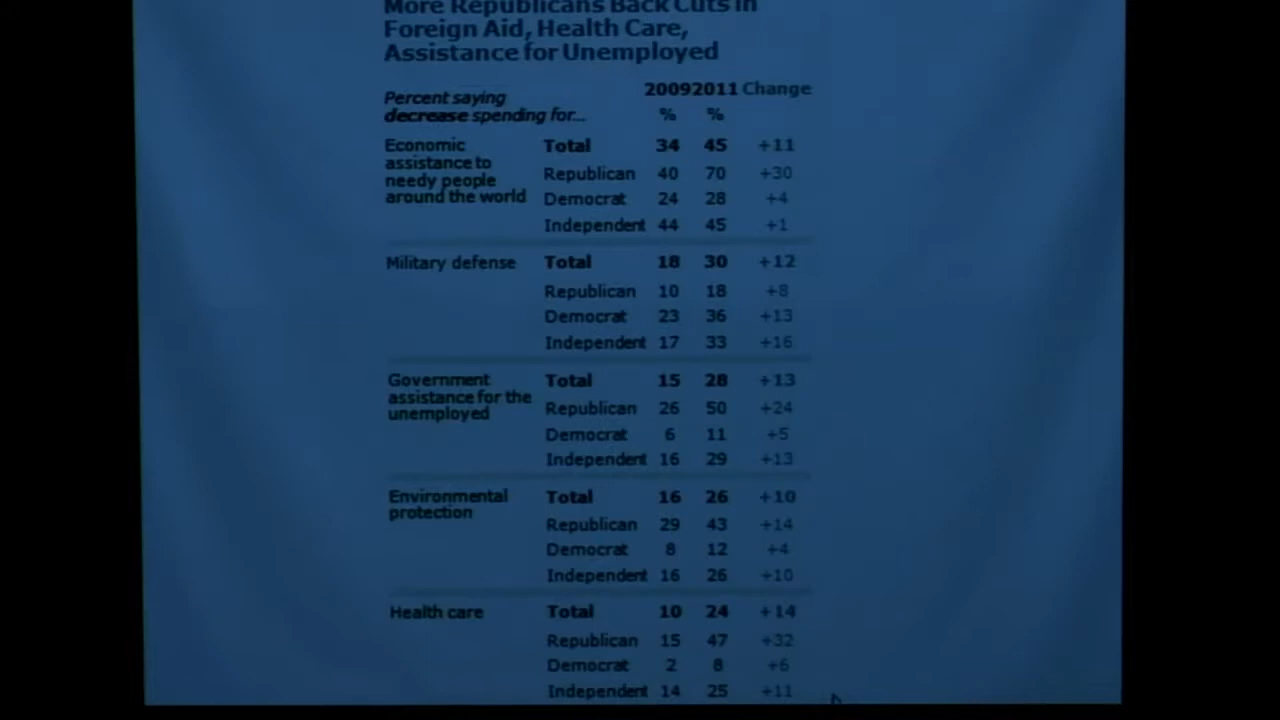 More Republicans Back Cuts in
Foreign Aid, Health Care,
Assistance for Unemployed
2009 2011 Change
Percent saying
decrease spending for...
% %
Economic Total 34 45 +11
assistance to
needy people Republican 40 70 +30
around the world Democrat 24 28 +4
Independent 44 45 +1
Military defense Total 18 30 +12
Republican 10 18 +8
Democrat 23 36 +13
Independent 17 33 +16
Government Total 15 28 +13
assistance for the
unemployed Republican 26 50 +24
Democrat 6 11 +5
Independent 16 29 +13
Environmental Total 16 26 +10
protection
Republican 29 43 +14
Democrat 8 12 +4
Independent 16 26 +10
Health care Total 10 24 +14
Republican 15 47 +32
Democrat 2 8 +6
Independent 14 25 +11